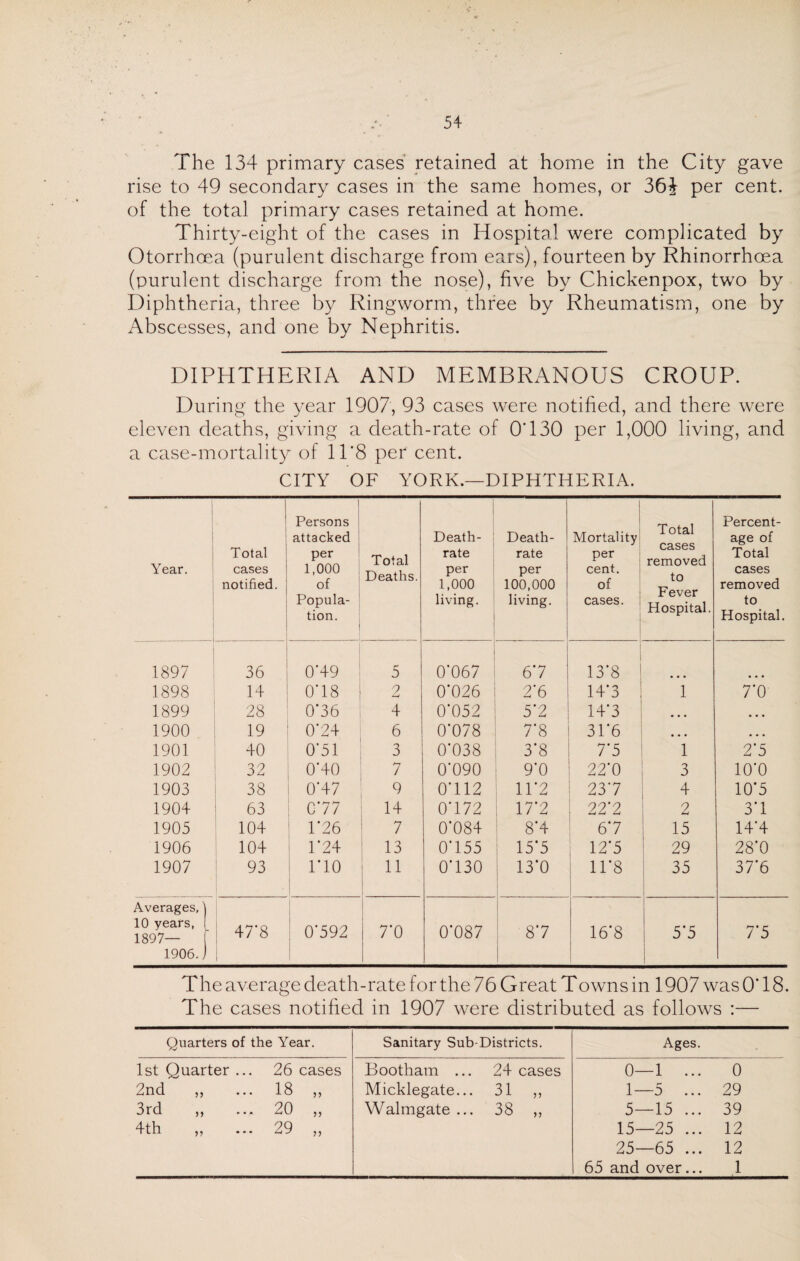 54
The 134 primary cases retained at home in the City gave
rise to 49 secondary cases in the same homes, or 36½ per cent.
of the total primary cases retained at home.
Thirty-eight of the cases in Hospital were complicated by
Otorrhœa (purulent discharge from ears), fourteen by Rhinorrhœa
(purulent discharge from the nose), five by Chickenpox, two by
Diphtheria, three by Ringworm, three by Rheumatism, one by
Abscesses, and one by Nephritis.
DIPHTHERIA AND MEMBRANOUS CROUP.
During the year 1907, 93 cases were notified, and there were
eleven deaths, giving a death-rate of 0·130 per 1,000 living, and
a case-mortality of 11·8 per cent.
CITY OF YORK.—DIPHTHERIA.
Year. | Total cases notified. | Persons attacked per 1,000 of Popula-tion. | Total Deaths. | Death-rate per 1,000 living. | Death-rate per 100,000 living. | Mortality per cent. of cases. | Total cases removed to Fever Hospital. | Percent-age of Total cases removed to Hospital.
1897 36 0·49 5 0·067 6·7 13·8 ... ...
1898 14 0·18 2 0·026 2·6 14·3 1 7·0
1899 28 0·36 4 0·052 5·2 14·3 ... ...
1900 19 0·24 6 0·078 7·8 31·6 ... ...
1901 40 0·51 3 0·038 3·8 7·5 1 2·5
1902 32 0·40 7 0·090 9·0 22·0 3 10·0
1903 38 0·47 9 0·112 11·2 23·7 4 10·5
1904 63 0·77 14 0·172 17·2 22·2 2 3·1
1905 104 1·26 7 0·084 8·4 6·7 15 14·4
1906 104 1·24 13 0·155 15·5 12·5 29 28·0
1907 93 1·10 11 0·130 13·0 11·8 35 37·6
Averages, 10 years, 1897—1906. 47·8 0·592 7·0 0·087 8·7 16·8 5·5 7·5
The average death-rate for the 76 Great Towns in 1907 was 0·18.
The cases notified in 1907 were distributed as follows :—
Quarters of the Year. Sanitary Sub-Districts. Ages.
1st Quarter ... 26 cases Bootham ... 24 cases 0—1 ... 0
2nd „ ... 18 „ Micklegate... 31 „ 1—5 ... 29
3rd „ ... 20 „ Walmgate ... 38 „ 5—15 ... 39
4th „ ... 29 „ 15—25 ... 12
25—65 ... 12
65 and over... 1